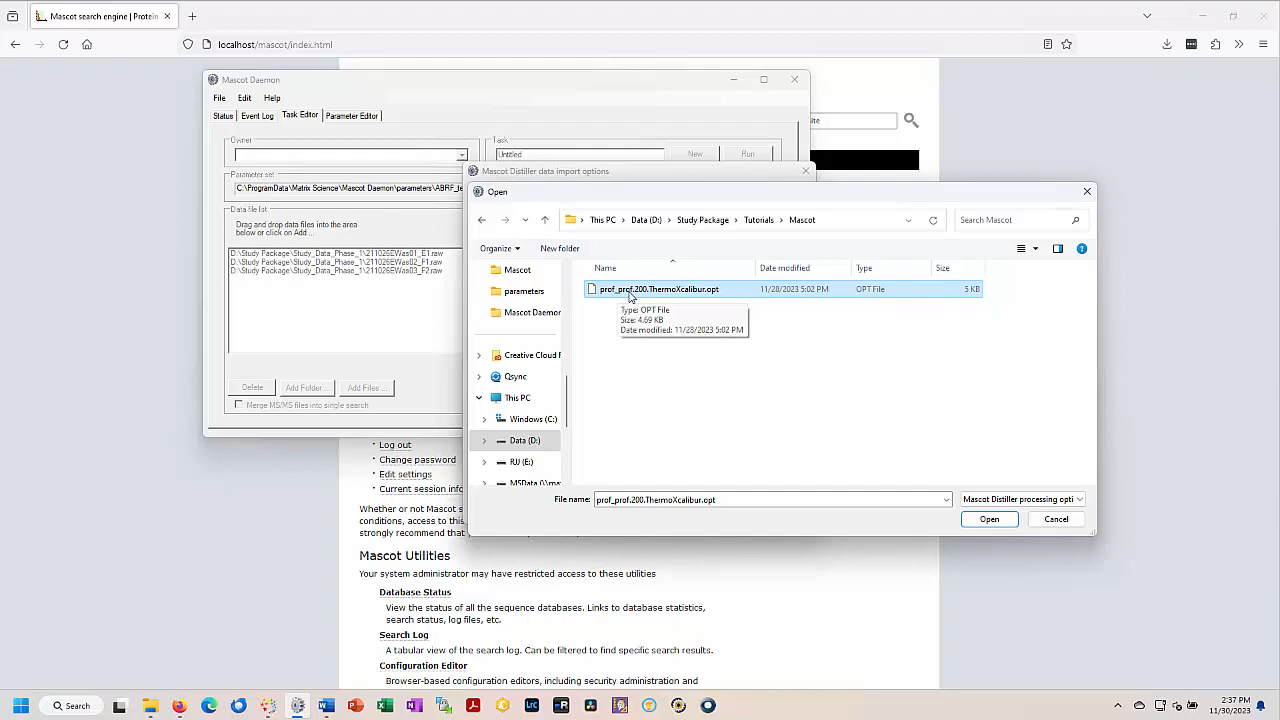 Mascot search engine | Protein
localhost/mascot/index.html
Mascot Daemon
File Edit Help
Status Event Log Task Editor Parameter Editor
Owner
Task
Untitled New Run
Parameter set
C:\ProgramData\Matrix Science\Mascot Daemon\parameters\ABRF_te
Data file list
Drag and drop data files into the area
below or click on Add ...
D:\Study Package\Study_Data_Phase_1\211026EWas01_E1.raw
D:\Study Package\Study_Data_Phase_1\211026EWas02_F1.raw
D:\Study Package\Study_Data_Phase_1\211026EWas03_F2.raw
Delete Add Folder... Add Files ...
Merge MS/MS files into single search
Mascot Distiller data import options
Open
This PC Data (D:) Study Package Tutorials Mascot
Search Mascot
Organize New folder
Name Date modified Type Size
prof_prof.200.ThermoXcalibur.opt 11/28/2023 5:02 PM OPT File 5 KB
Type: OPT File
Size: 4.69 KB
Date modified: 11/28/2023 5:02 PM
Mascot
parameters
Mascot Daemon
Creative Cloud F
Qsync
This PC
Windows (C:)
Data (D:)
RJJ (E:)
MSData (\\ma
File name: prof_prof.200.ThermoXcalibur.opt Mascot Distiller processing opti
Open Cancel
Log out
Change password
Edit settings
Current session info
Whether or not Mascot s
conditions, access to this
strongly recommend that
Mascot Utilities
Your system administrator may have restricted access to these utilities
Database Status
View the status of all the sequence databases. Links to database statistics,
search status, log files, etc.
Search Log
A tabular view of the search log. Can be filtered to find specific search results.
Configuration Editor
Browser-based configuration editors, including security administration and
Search
2:37 PM
11/30/2023